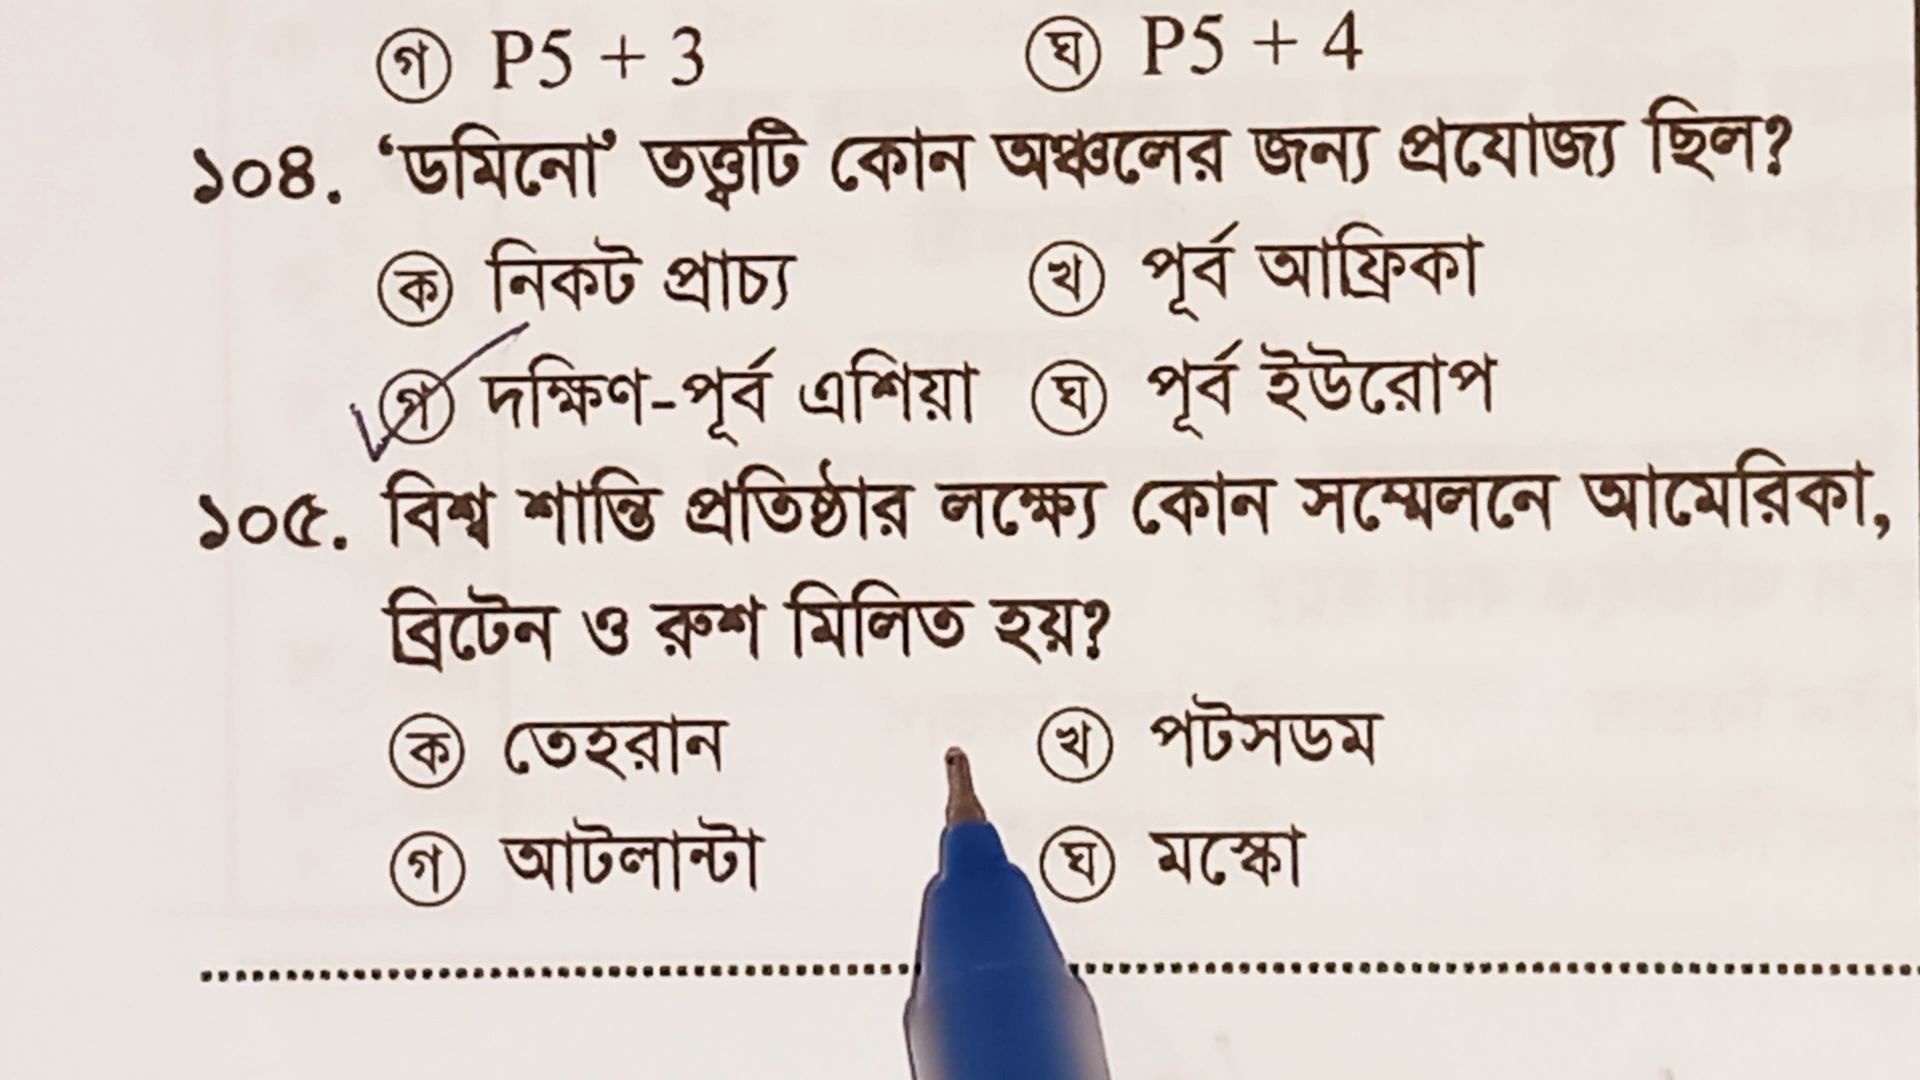 গ P5 + 3 ঘ P5 + 4
১০৪. ‘ডমিনো’ তত্ত্বটি কোন অঞ্চলের জন্য প্রযোজ্য ছিল?
ক নিকট প্রাচ্য খ পূর্ব আফ্রিকা
গ দক্ষিণ-পূর্ব এশিয়া ঘ পূর্ব ইউরোপ
১০৫. বিশ্ব শান্তি প্রতিষ্ঠার লক্ষ্যে কোন সম্মেলনে আমেরিকা,
ব্রিটেন ও রুশ মিলিত হয়?
ক তেহরান খ পটসডম
গ আটলান্টা ঘ মস্কো